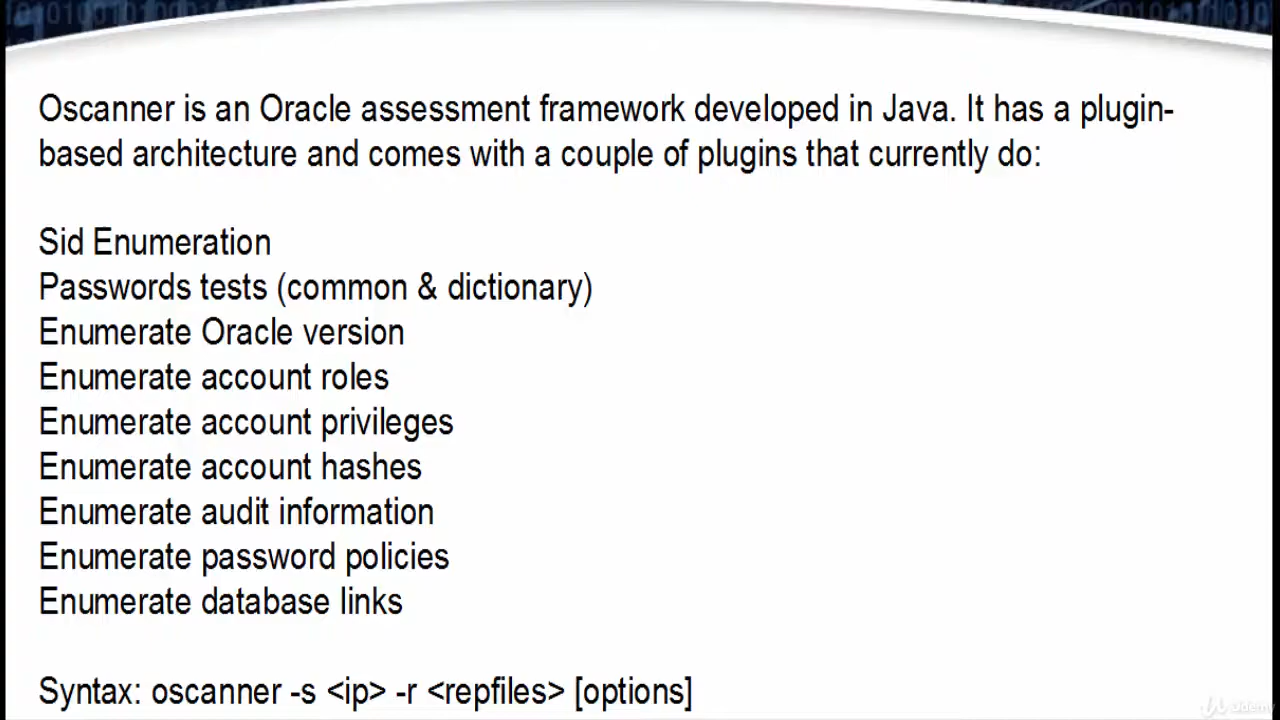 Oscanner is an Oracle assessment framework developed in Java. It has a plugin-
based architecture and comes with a couple of plugins that currently do:
Sid Enumeration
Passwords tests (common & dictionary)
Enumerate Oracle version
Enumerate account roles
Enumerate account privileges
Enumerate account hashes
Enumerate audit information
Enumerate password policies
Enumerate database links
Syntax: oscanner -s <ip> -r <repfiles> [options]
Udemy